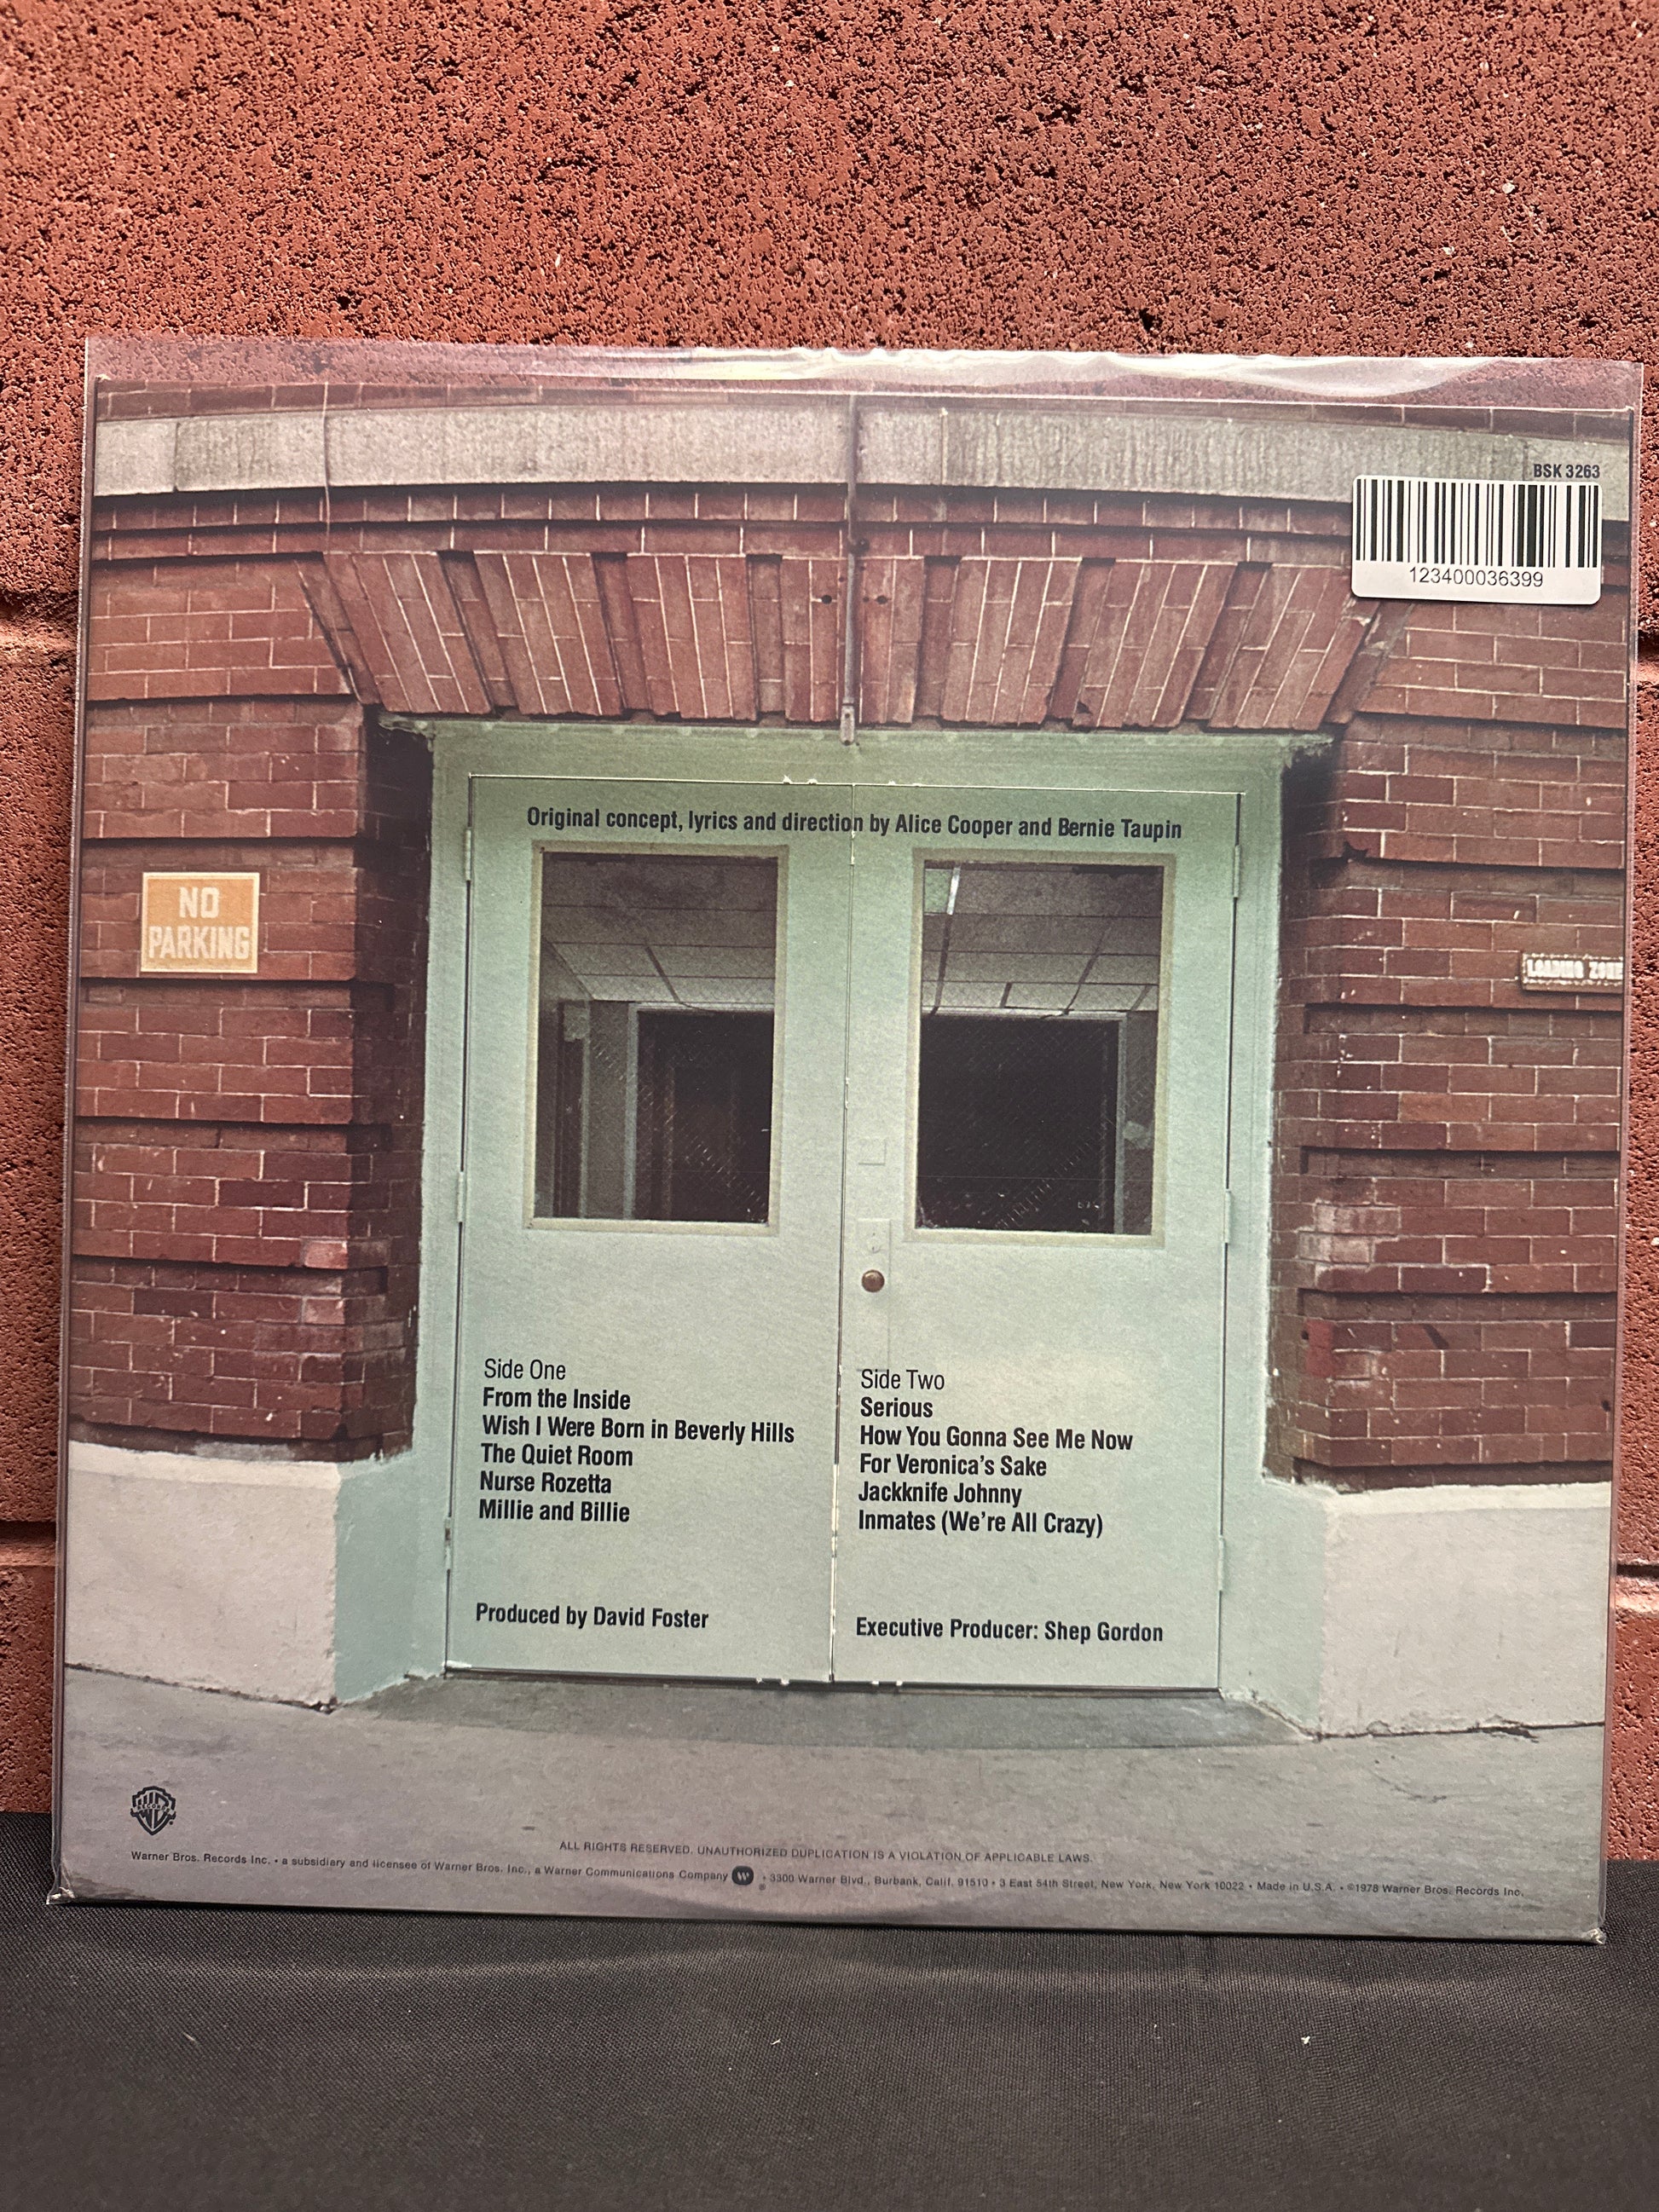 BSK 3263
123400036399
Original concept, lyrics and direction by Alice Cooper and Bernie Taupin
NO
PARKING
LOADING ZONE
Side One
From the Inside
Wish I Were Born in Beverly Hills
The Quiet Room
Nurse Rozetta
Millie and Billie
Produced by David Foster
Side Two
Serious
How You Gonna See Me Now
For Veronica's Sake
Jackknife Johnny
Inmates (We're All Crazy)
Executive Producer: Shep Gordon
RECORDS
ALL RIGHTS RESERVED. UNAUTHORIZED DUPLICATION IS A VIOLATION OF APPLICABLE LAWS.
Warner Bros. Records Inc. • a subsidiary and licensee of Warner Bros. Inc., a Warner Communications Company W ® • 3300 Warner Blvd., Burbank, Calif. 91510 • 3 East 54th Street, New York, New York 10022 • Made in U.S.A. • ©1978 Warner Bros. Records Inc.